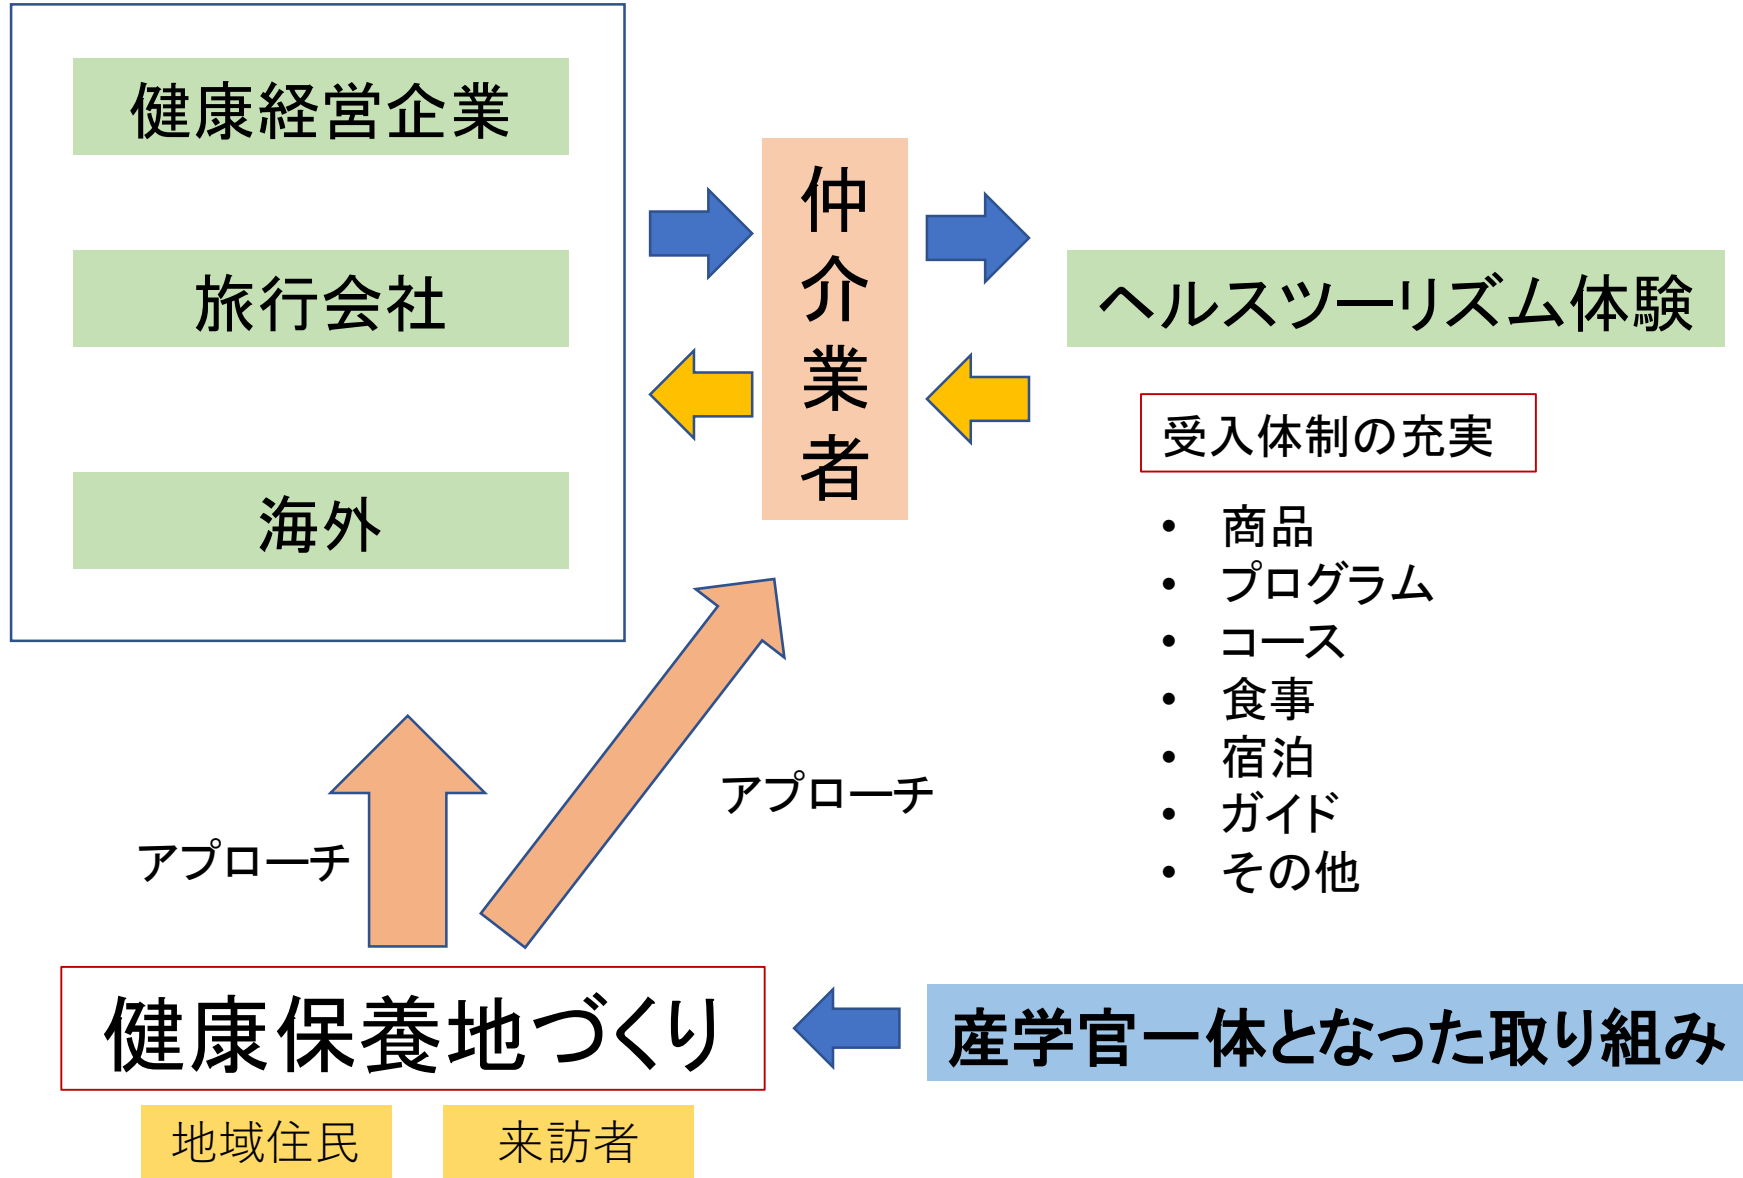 健康経営企業
旅行会社
海外
仲介業者
ヘルスツーリズム体験
受入体制の充実
• 商品
• プログラム
• コース
• 食事
• 宿泊
• ガイド
• その他
アプローチ
アプローチ
健康保養地づくり
産学官一体となった取り組み
地域住民
来訪者